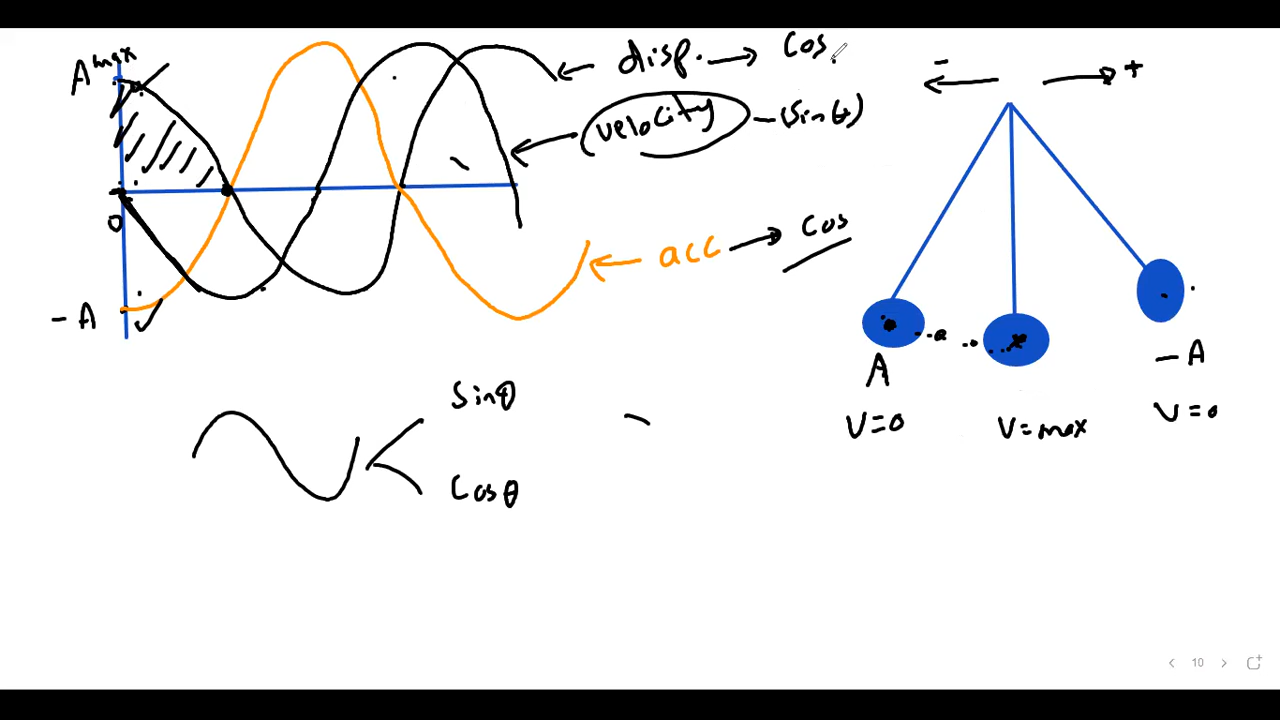 A max
0
- A
disp. → Cos
velocity - (sinθ)
acc → Cos
- +
A
V=0
V=max
- A
V=0
Sinθ
Cosθ
10